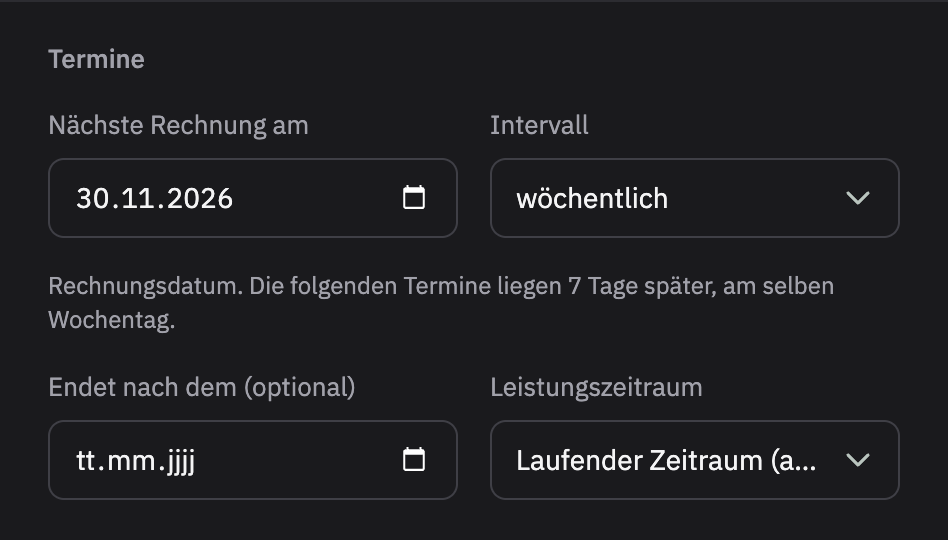 Termine
Nächste Rechnung am
Intervall
30.11.2026
wöchentlich
Rechnungsdatum. Die folgenden Termine liegen 7 Tage später, am selben
Wochentag.
Endet nach dem (optional)
Leistungszeitraum
tt.mm.jjjj
Laufender Zeitraum (a...